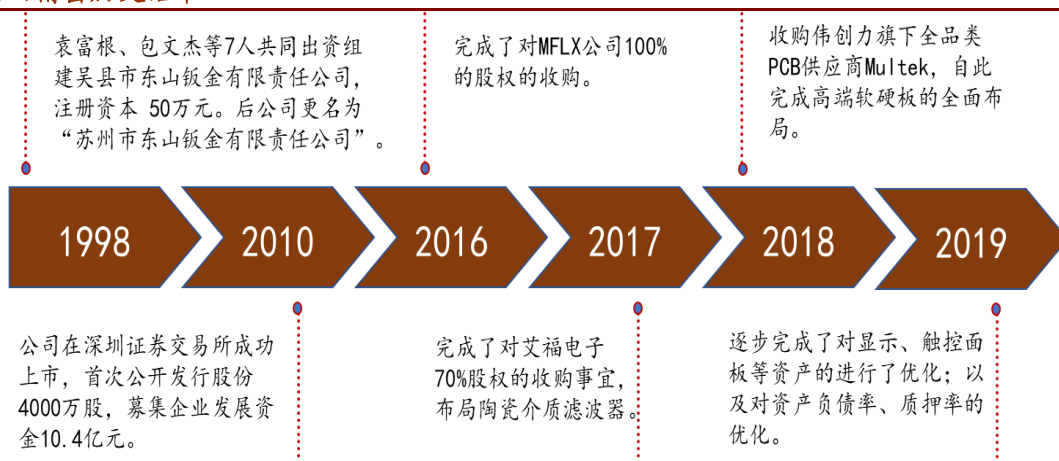 袁富根、包文杰等7人共同出资组
建吴县市东山钣金有限责任公司,
注册资本 50万元。后公司更名为
“苏州市东山钣金有限责任公司”。
完成了对MFLX公司100%
的股权的收购。
收购伟创力旗下全品类
PCB供应商Multek, 自此
完成高端软硬板的全面布
局。
1998
2010
2016
2017
2018
2019
公司在深圳证券交易所成功
上市, 首次公开发行股份
4000万股, 募集企业发展资
金10.4亿元。
完成了对艾福电子
70%股权的收购事宜,
布局陶瓷介质滤波器。
逐步完成了对显示、触控面
板等资产的进行了优化; 以
及对资产负债率、质押率的
优化。